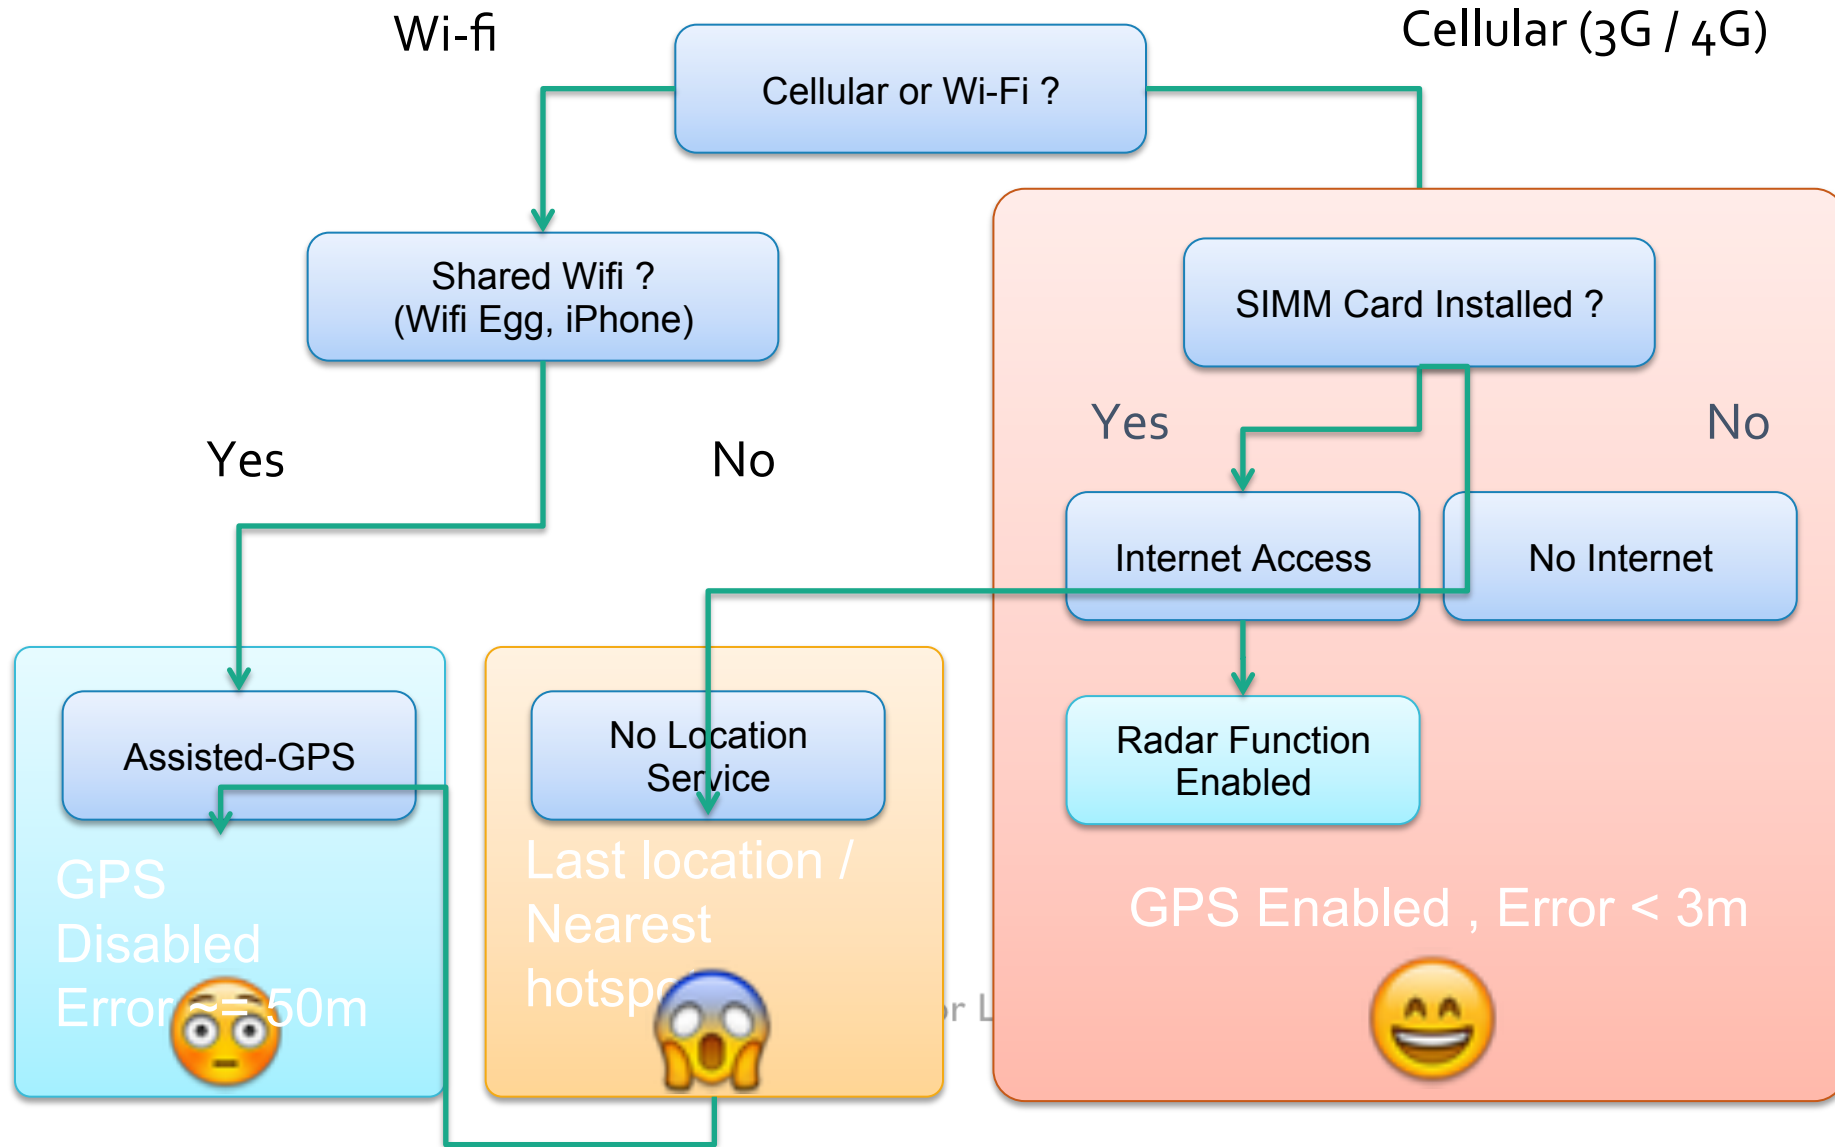 Wi-fi
Cellular (3G / 4G)
Cellular or Wi-Fi ?
Shared Wifi ?
(Wifi Egg, iPhone)
SIMM Card Installed ?
Yes
No
Yes
No
Internet Access
No Internet
Assisted-GPS
No Location
Service
Radar Function
Enabled
GPS
Disabled
Error ~= 50m
Last location /
Nearest
GPS Enabled , Error < 3m